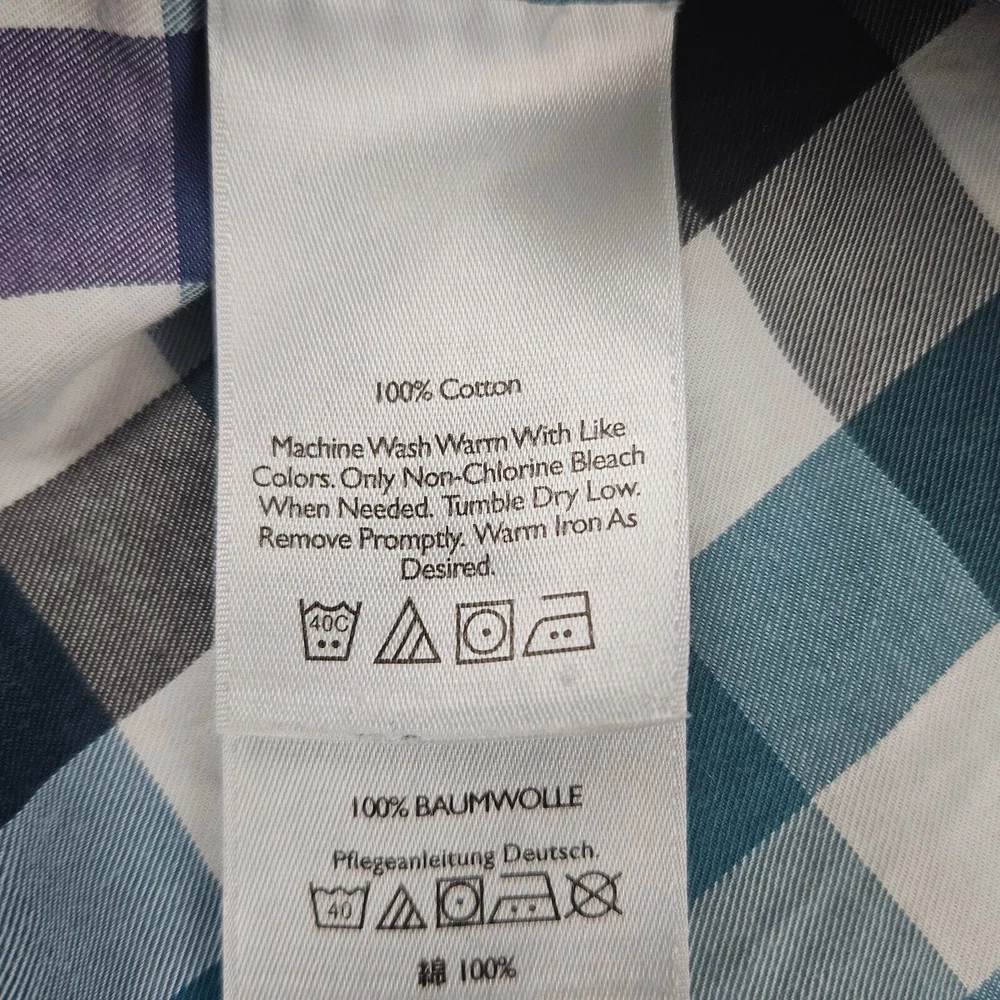 100% Cotton
Machine Wash Warm With Like
Colors. Only Non-Chlorine Bleach
When Needed. Tumble Dry Low.
Remove Promptly. Warm Iron As
Desired.
40C
100% BAUMWOLLE
Pflegeanleitung Deutsch.
40
綿 100%